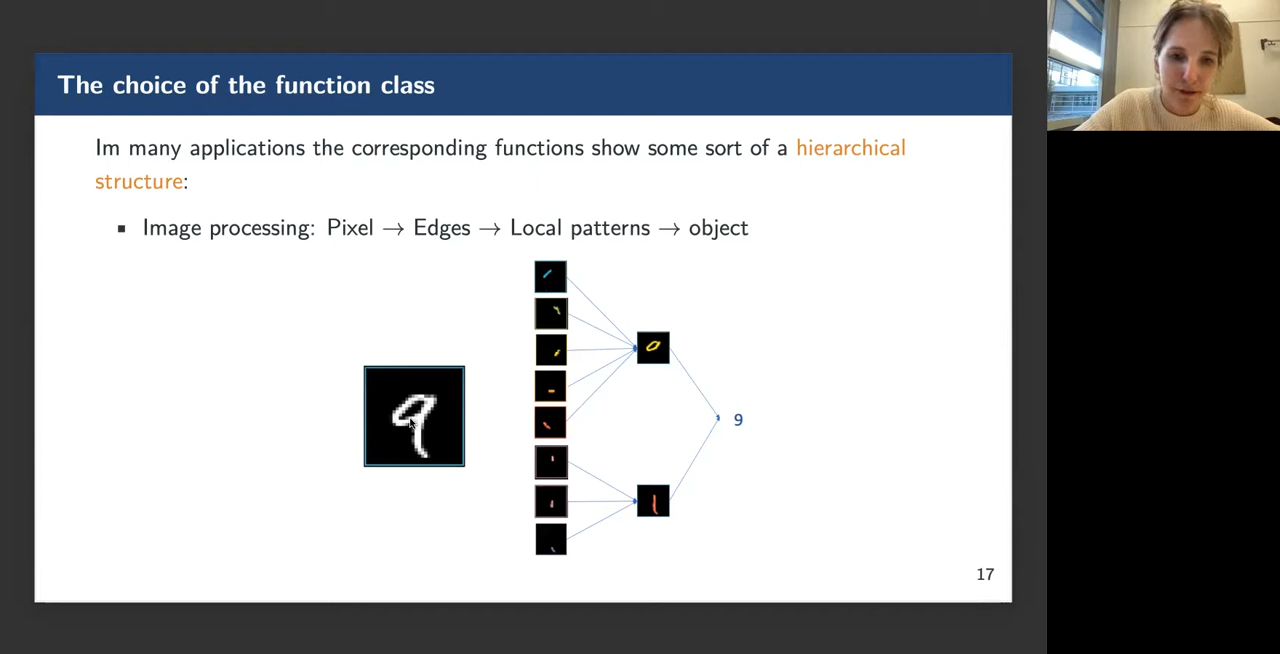 The choice of the function class
Im many applications the corresponding functions show some sort of a hierarchical
structure:
▪ Image processing: Pixel → Edges → Local patterns → object
9
9
17